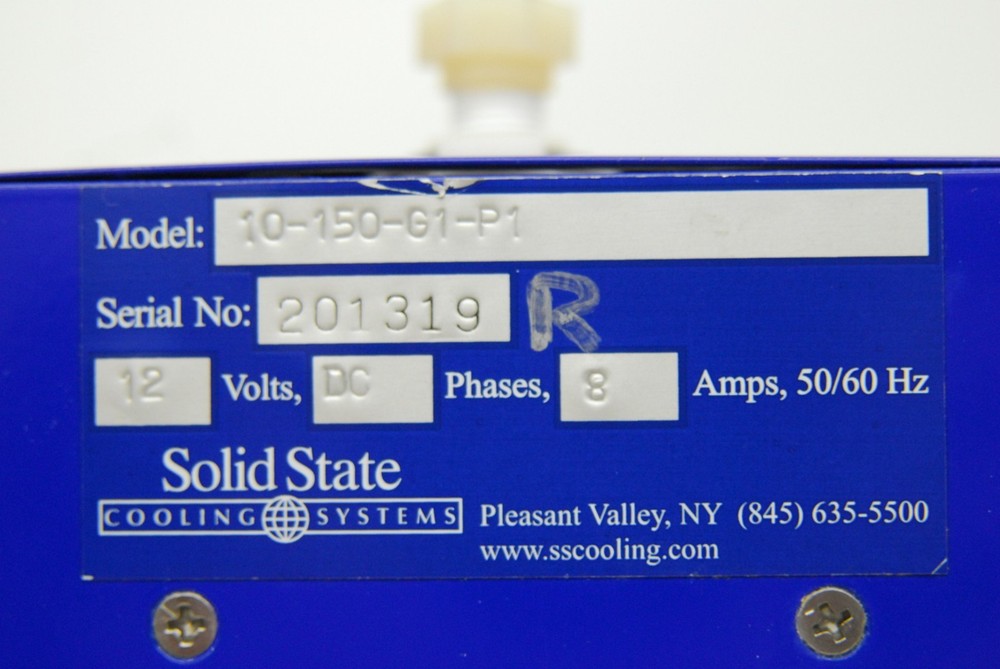 Model: 10-150-G1-P1
Serial No: 201319 R
12 Volts, DC Phases, 8 Amps, 50/60 Hz
Solid State
COOLING SYSTEMS
Pleasant Valley, NY (845) 635-5500
www.sscooling.com